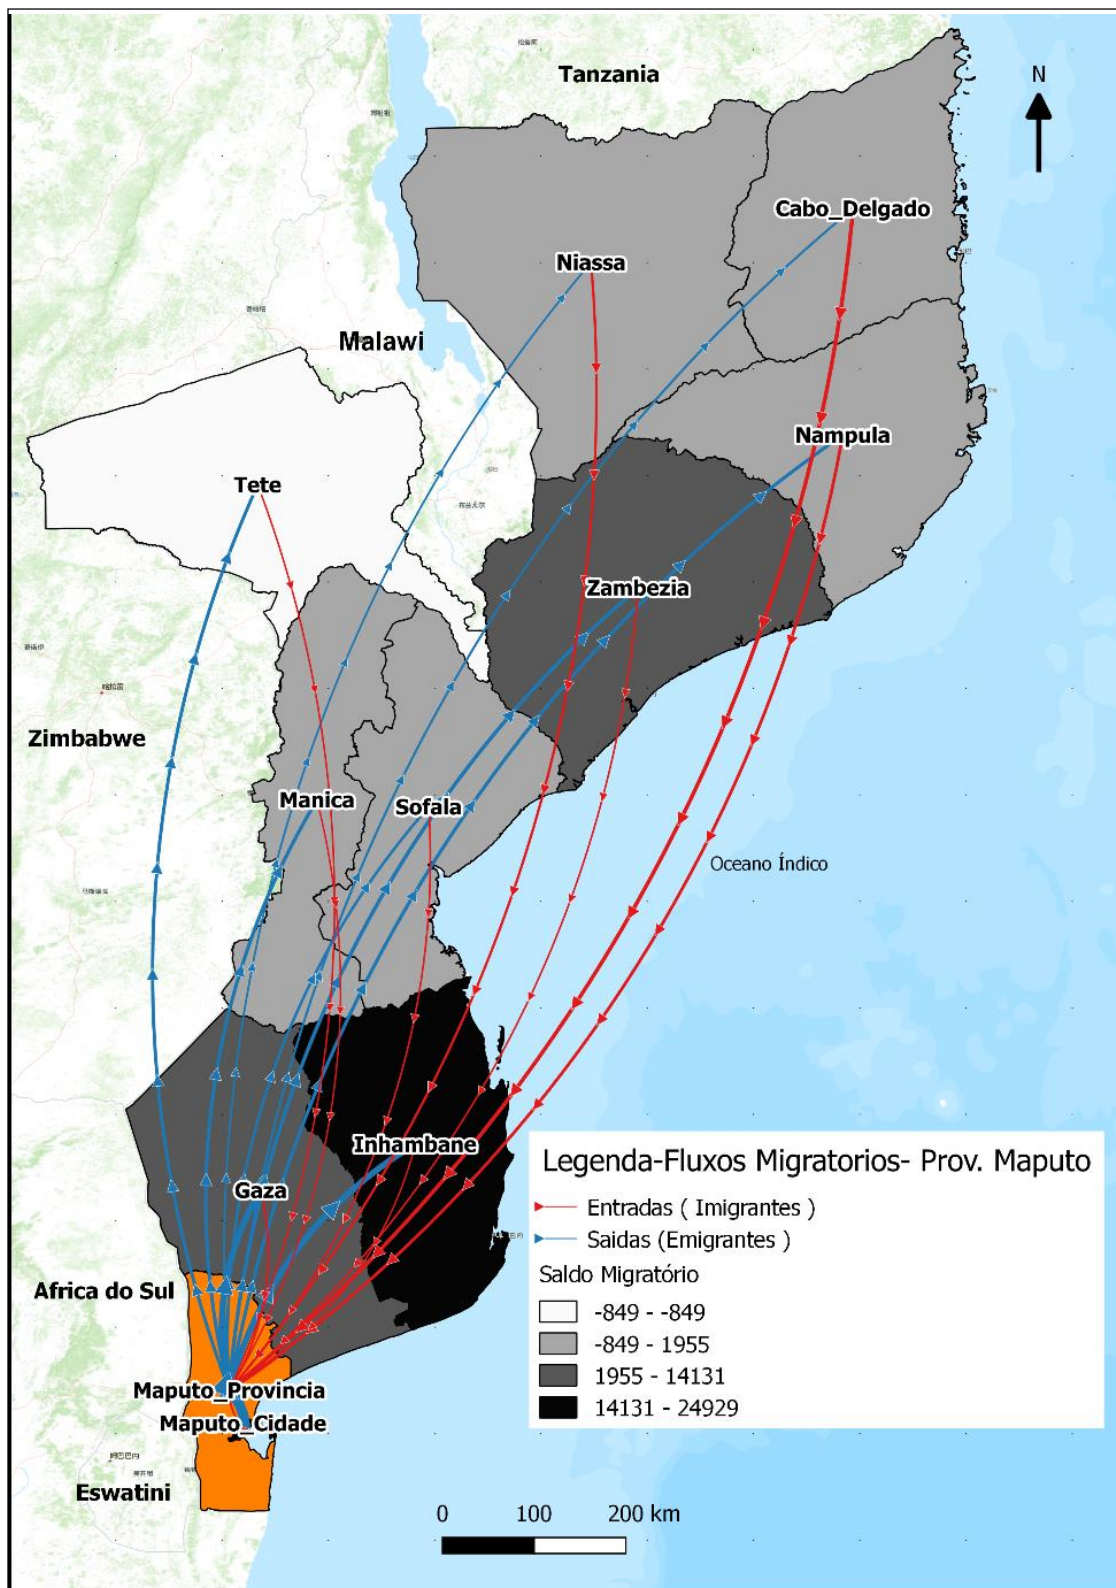 Tanzania
N
Cabo_Delgado
Niassa
Malawi
Nampula
Tete
Zambezia
Zimbabwe
Manica
Sofala
Oceano Índico
Inhambane
Gaza
Legenda-Fluxos Migratorios- Prov. Maputo
Entradas ( Imigrantes )
Saidas (Emigrantes )
Saldo Migratório
-849 - -849
-849 - 1955
1955 - 14131
14131 - 24929
Africa do Sul
Maputo_Provincia
Maputo_Cidade
Eswatini
0 100 200 km